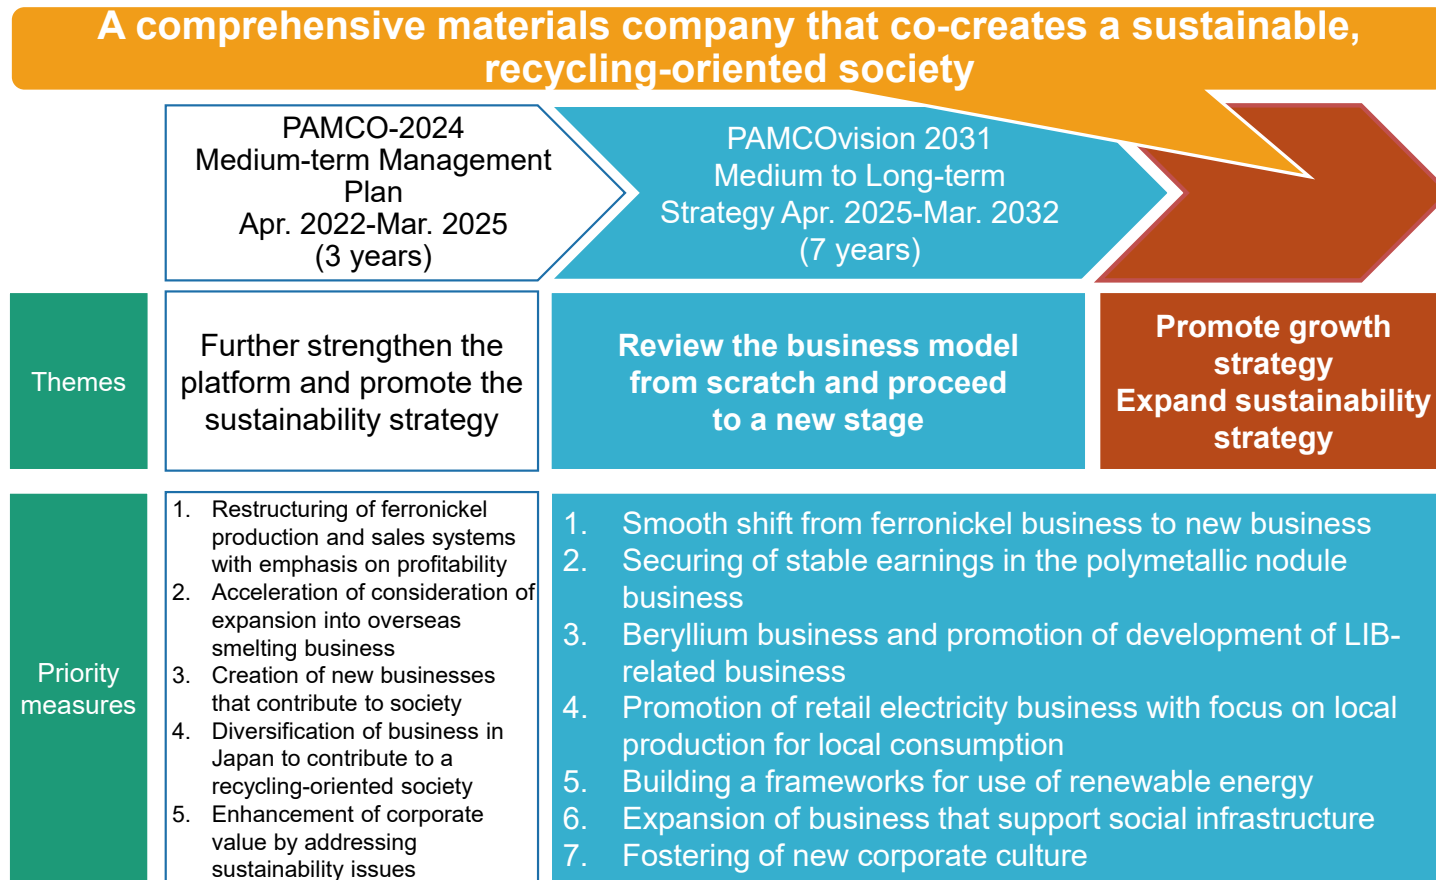 A comprehensive materials company that co-creates a sustainable,
recycling-oriented society
PAMCO-2024
Medium-term Management
Plan
Apr. 2022-Mar. 2025
(3 years)
PAMCOvision 2031
Medium to Long-term
Strategy Apr. 2025-Mar. 2032
(7 years)
Themes
Further strengthen the
platform and promote the
sustainability strategy
Review the business model
from scratch and proceed
to a new stage
Promote growth
strategy
Expand sustainability
strategy
Priority
measures
1. Restructuring of ferronickel
production and sales systems
with emphasis on profitability
2. Acceleration of consideration of
expansion into overseas
smelting business
3. Creation of new businesses
that contribute to society
4. Diversification of business in
Japan to contribute to a
recycling-oriented society
5. Enhancement of corporate
value by addressing
sustainability issues
1. Smooth shift from ferronickel business to new business
2. Securing of stable earnings in the polymetallic nodule
business
3. Beryllium business and promotion of development of LIB-
related business
4. Promotion of retail electricity business with focus on local
production for local consumption
5. Building a frameworks for use of renewable energy
6. Expansion of business that support social infrastructure
7. Fostering of new corporate culture